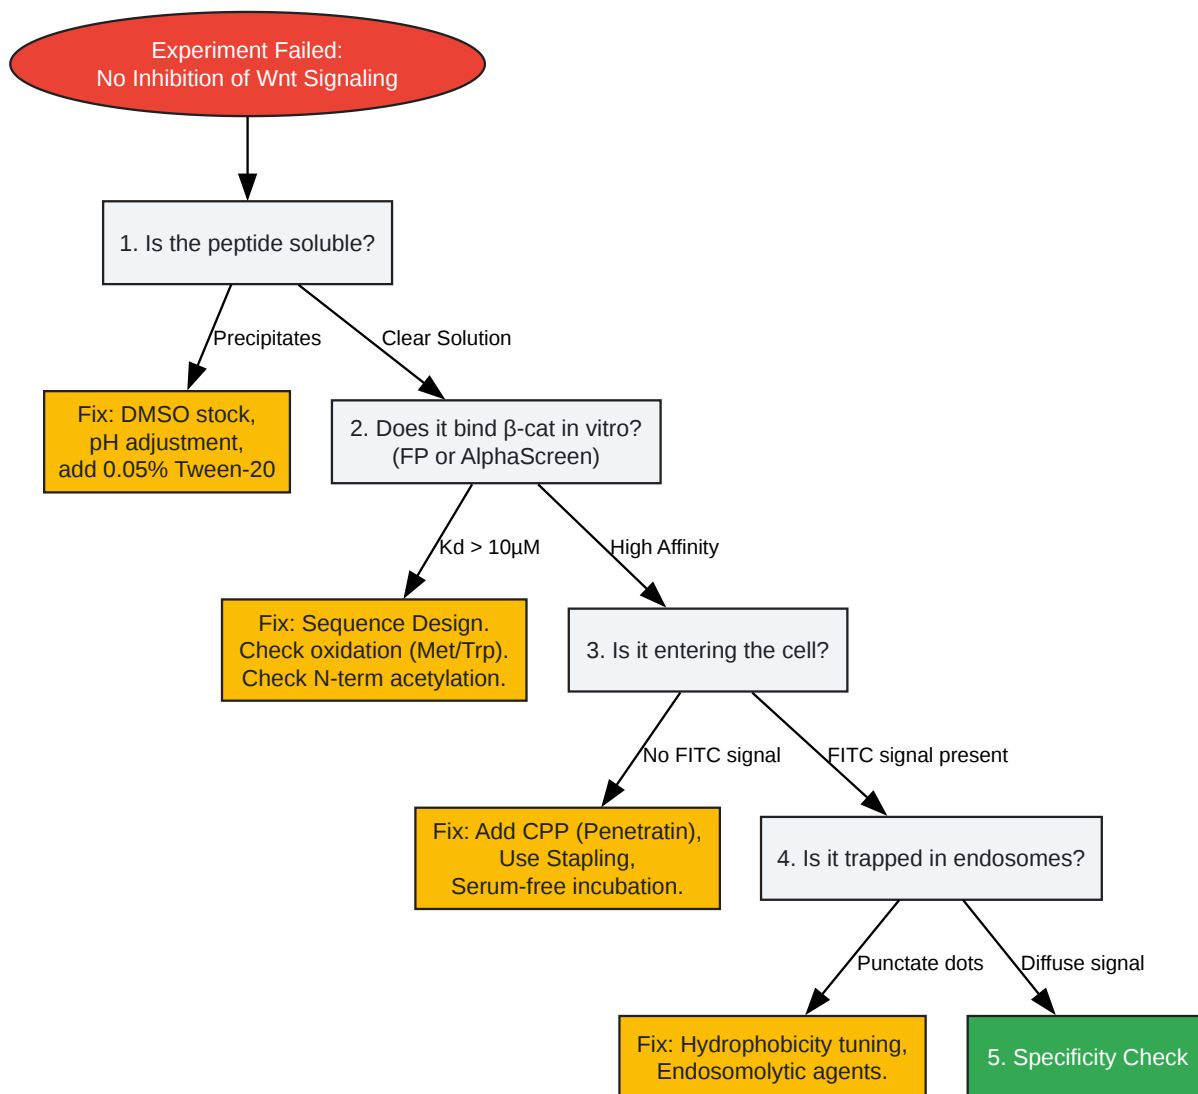 Experiment Failed:
No Inhibition of Wnt Signaling
1. Is the peptide soluble?
Precipitates
Clear Solution
Fix: DMSO stock,
pH adjustment,
add 0.05% Tween-20
2. Does it bind β-cat in vitro?
(FP or AlphaScreen)
Kd > 10µM
High Affinity
Fix: Sequence Design.
Check oxidation (Met/Trp).
Check N-term acetylation.
3. Is it entering the cell?
No FITC signal
FITC signal present
Fix: Add CPP (Penetratin),
Use Stapling,
Serum-free incubation.
4. Is it trapped in endosomes?
Punctate dots
Diffuse signal
Fix: Hydrophobicity tuning,
Endosomolytic agents.
5. Specificity Check